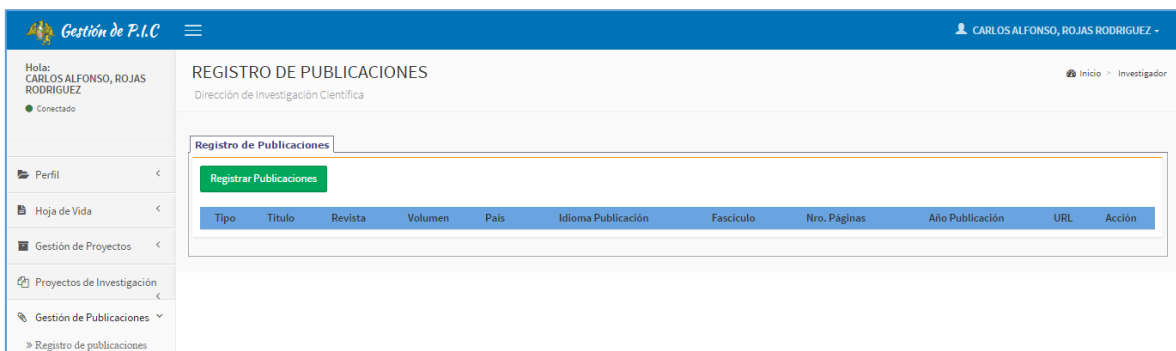 Gestión de P.I.C
CARLOS ALFONSO, ROJAS RODRIGUEZ
Hola:
CARLOS ALFONSO, ROJAS
RODRIGUEZ
Conectado
Perfil
Hoja de Vida
Gestión de Proyectos
Proyectos de Investigación
Gestión de Publicaciones
» Registro de publicaciones
REGISTRO DE PUBLICACIONES
Dirección de Investigación Científica
Inicio > Investigador
Registro de Publicaciones
Registrar Publicaciones
Tipo Título Revista Volumen País Idioma Publicación Fasciculo Nro. Páginas Año Publicación URL Acción